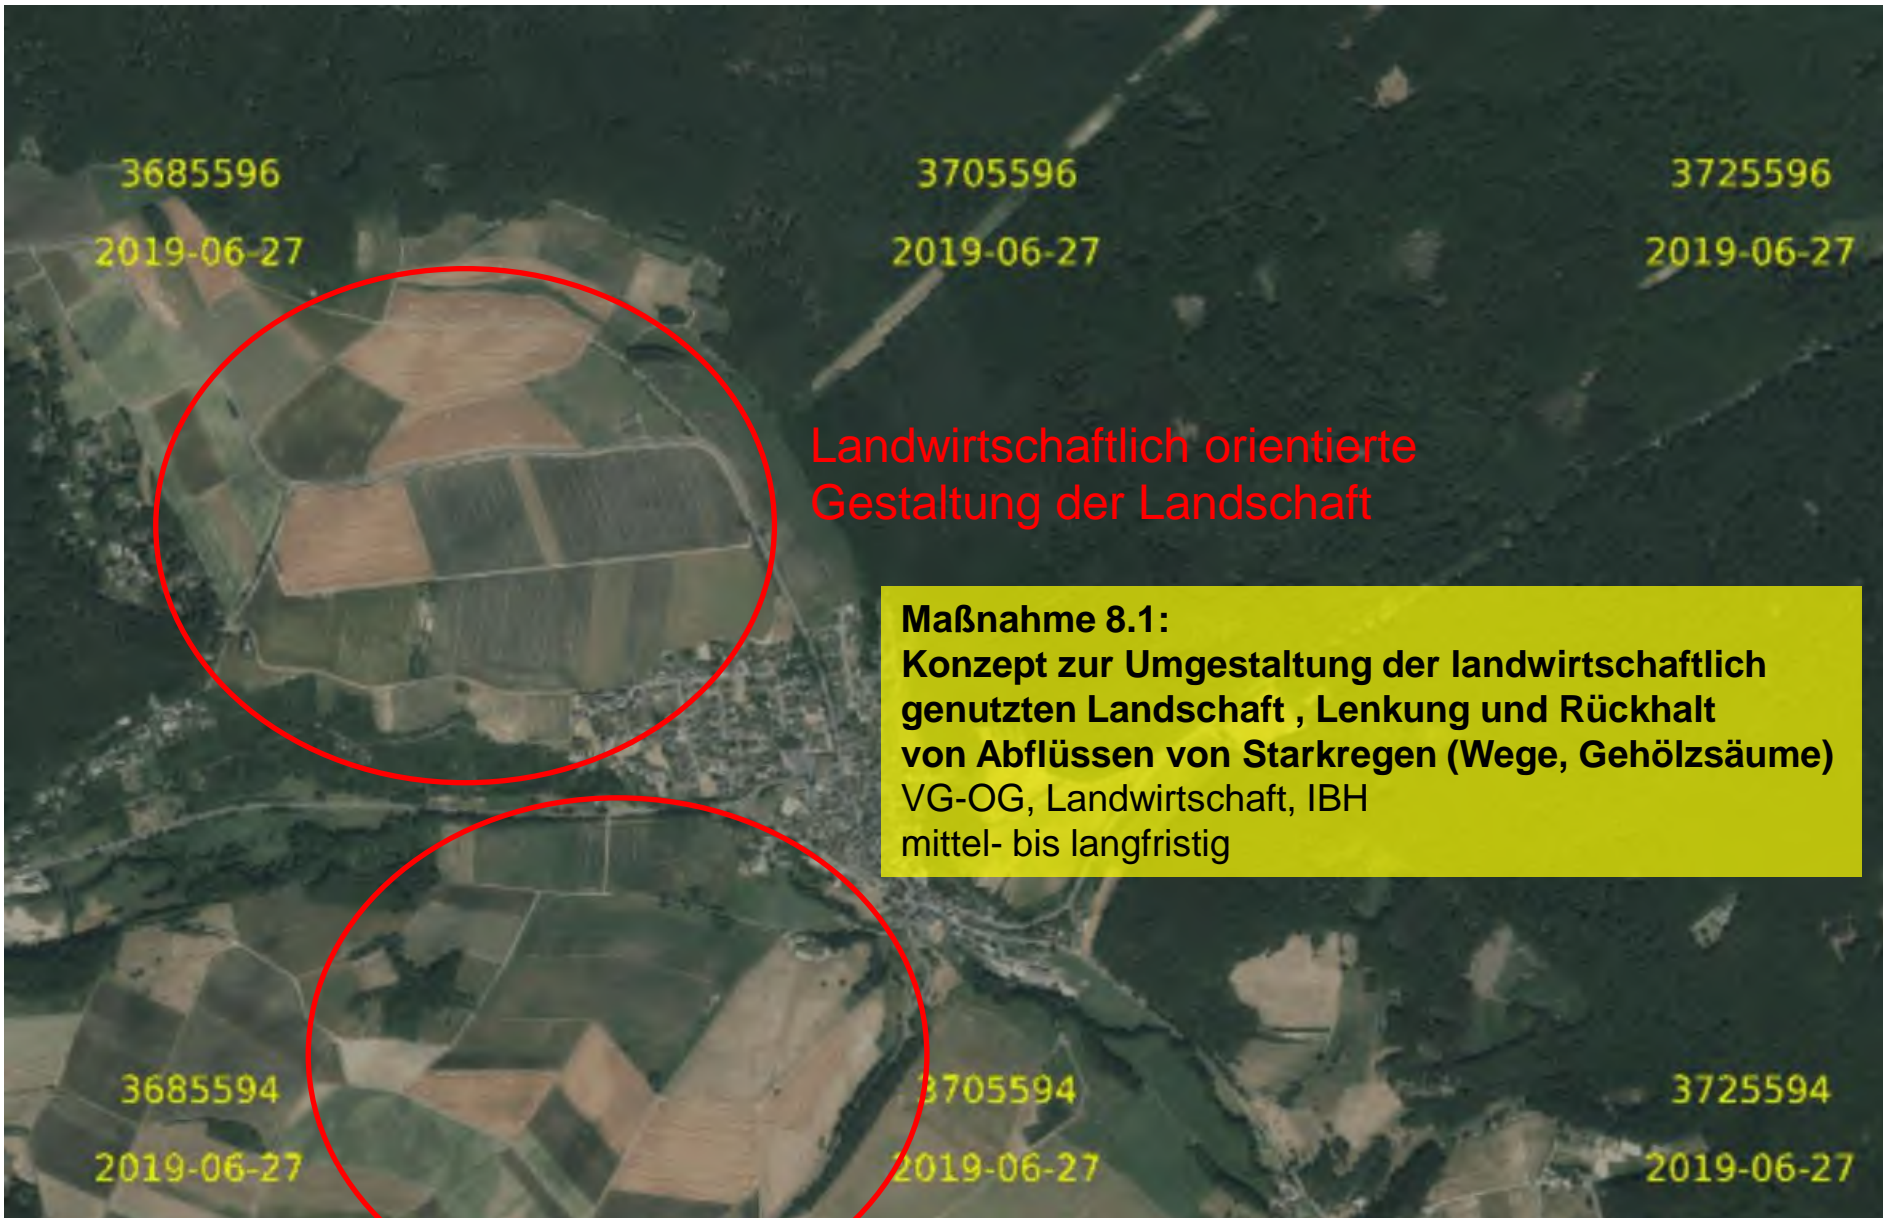 3685596
3705596
3725596
2019-06-27
2019-06-27
2019-06-27
Landwirtschaftlich orientierte
Gestaltung der Landschaft
Maßnahme 8.1:
Konzept zur Umgestaltung der landwirtschaftlich
genutzten Landschaft , Lenkung und Rückhalt
von Abflüssen von Starkregen (Wege, Gehölzsäume)
VG-OG, Landwirtschaft, IBH
mittel- bis langfristig
3685594
3705594
3725594
2019-06-27
2019-06-27
2019-06-27